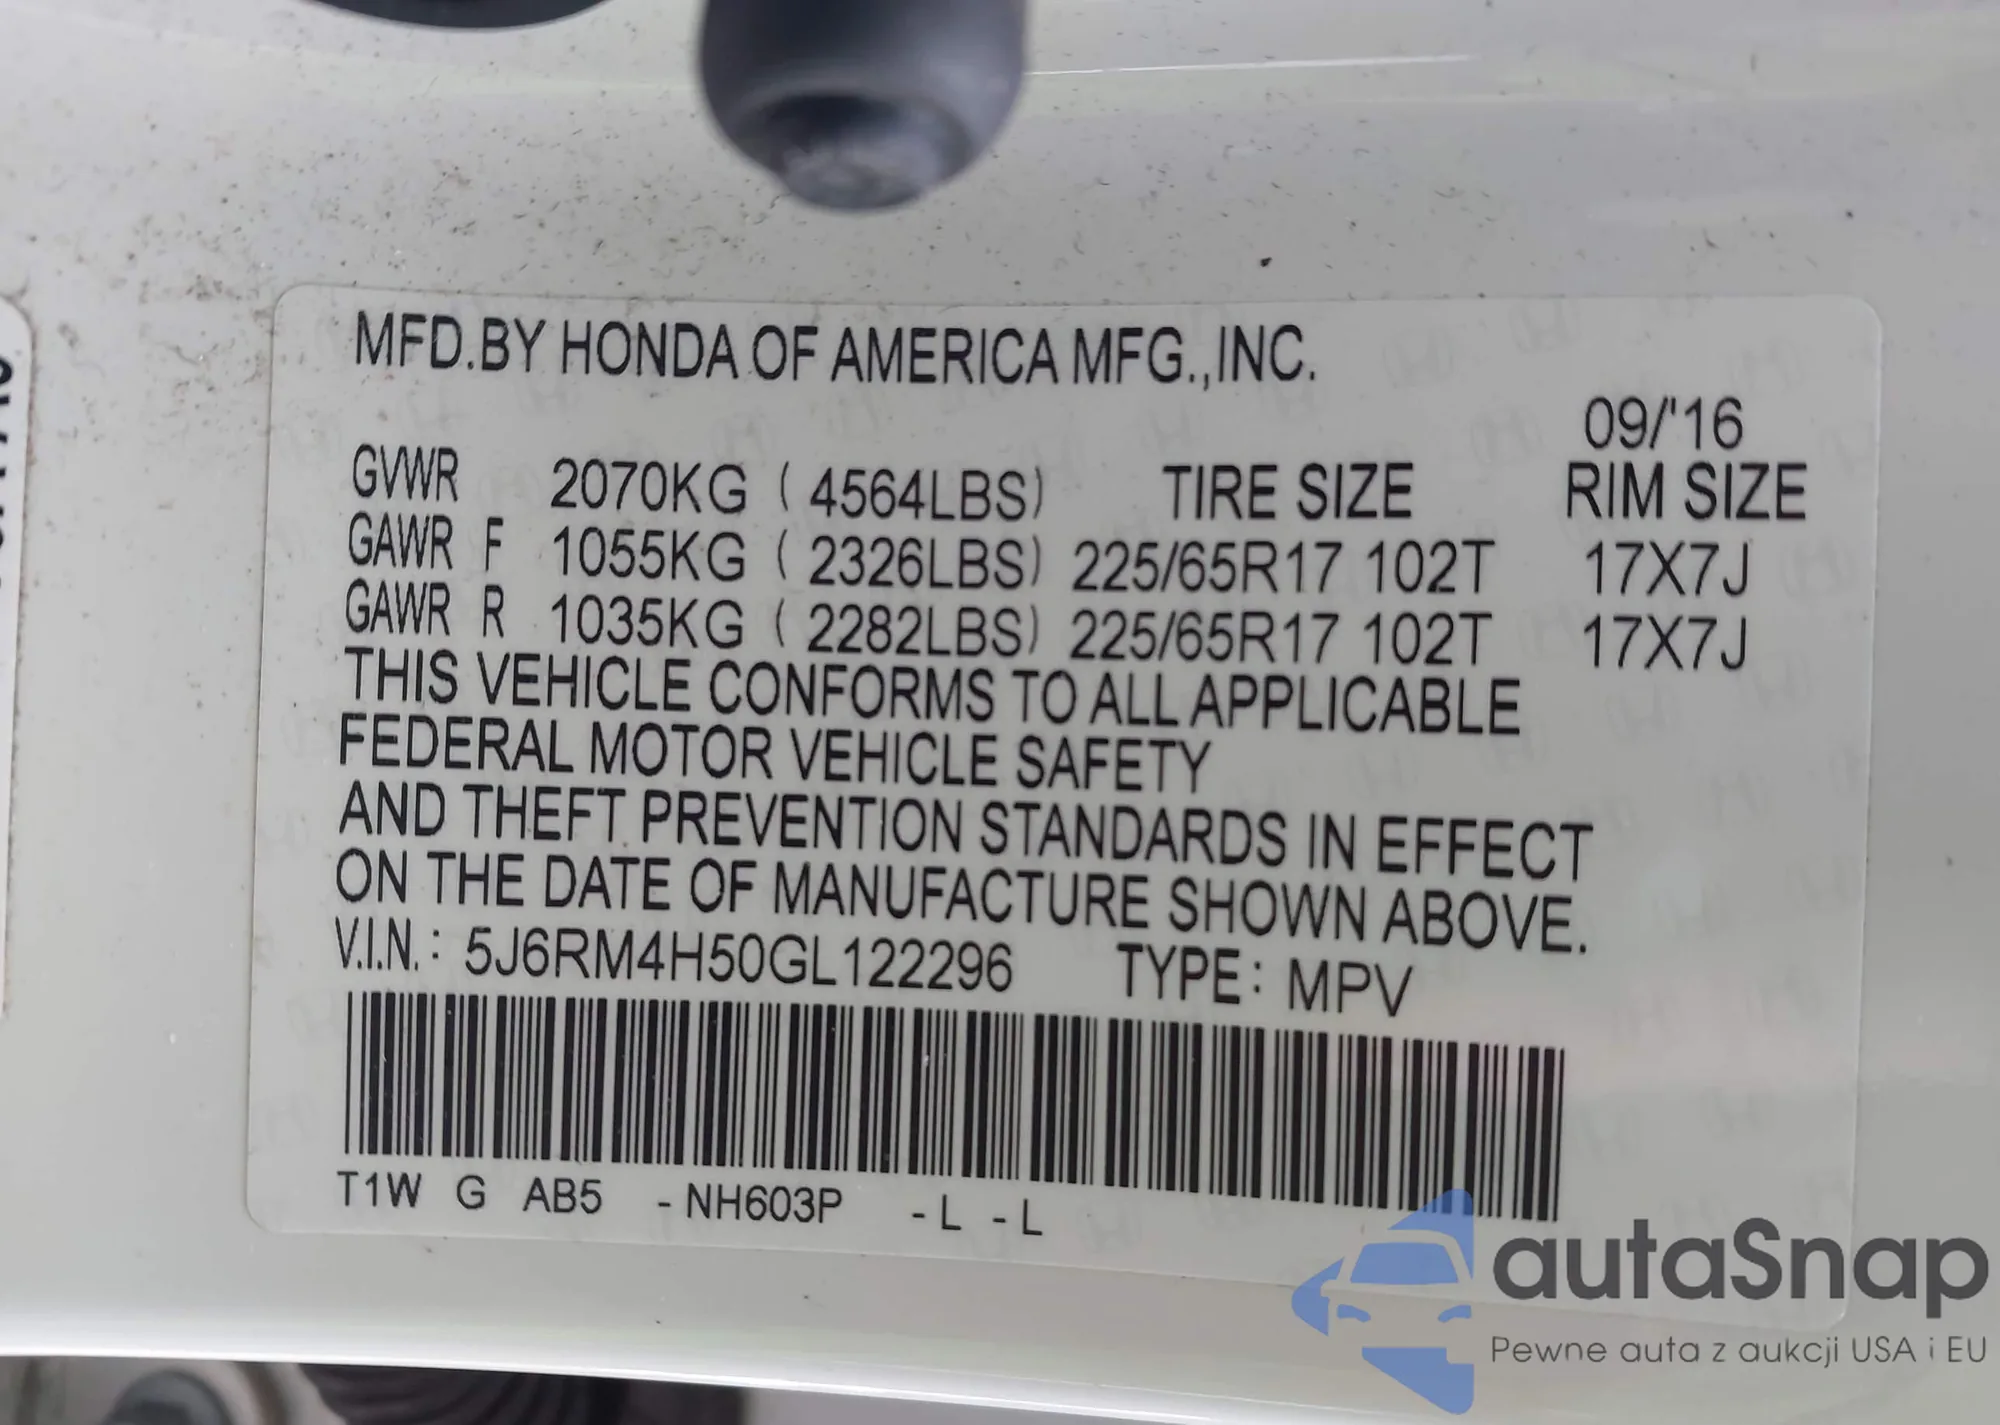 MFD.BY HONDA OF AMERICA MFG.,INC.
09/'16
GVWR 2070KG ( 4564LBS) TIRE SIZE RIM SIZE
GAWR F 1055KG ( 2326LBS) 225/65R17 102T 17X7J
GAWR R 1035KG ( 2282LBS) 225/65R17 102T 17X7J
THIS VEHICLE CONFORMS TO ALL APPLICABLE
FEDERAL MOTOR VEHICLE SAFETY
AND THEFT PREVENTION STANDARDS IN EFFECT
ON THE DATE OF MANUFACTURE SHOWN ABOVE.
V.I.N.: 5J6RM4H50GL122296 TYPE: MPV
T1W G AB5 -NH603P -L -L
autaSnap
Pewne auta z aukcji USA i EU